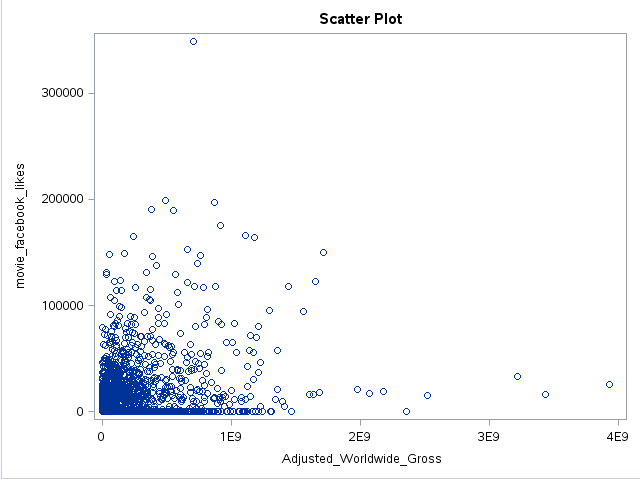 Scatter Plot
300000
200000
100000
0
movie_facebook_likes
0 1E9 2E9 3E9 4E9
Adjusted_Worldwide_Gross